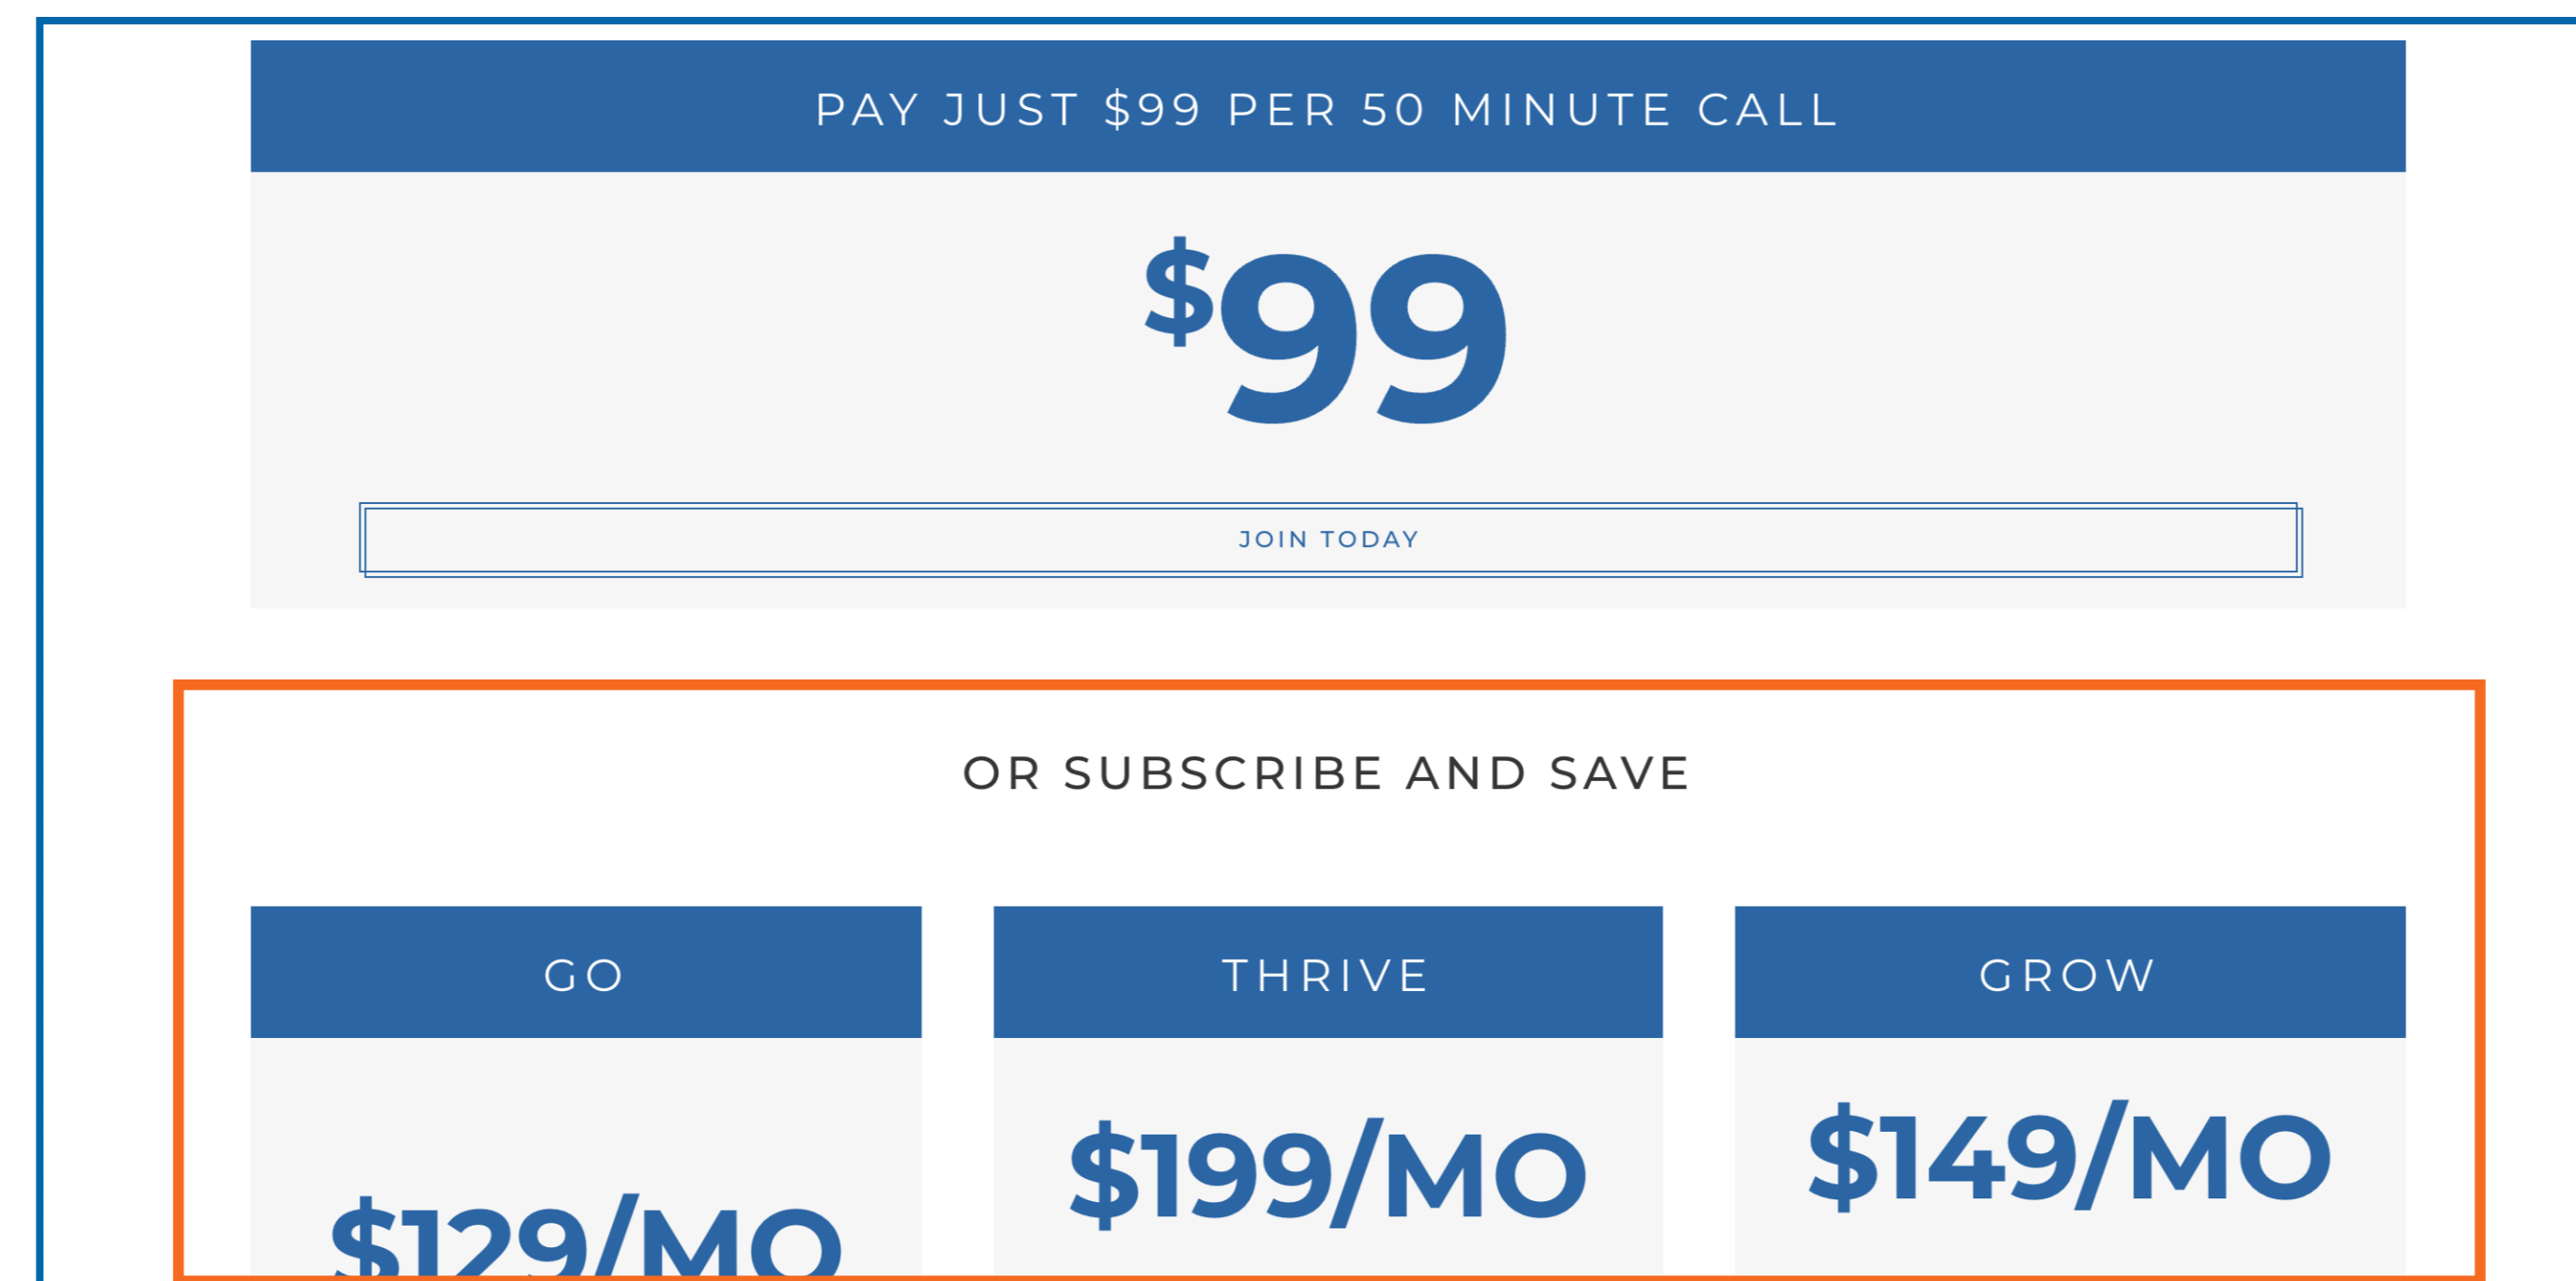 PAY JUST $99 PER 50 MINUTE CALL
$99
JOIN TODAY
OR SUBSCRIBE AND SAVE
GO
THRIVE
GROW
$129/MO
$199/MO
$149/MO